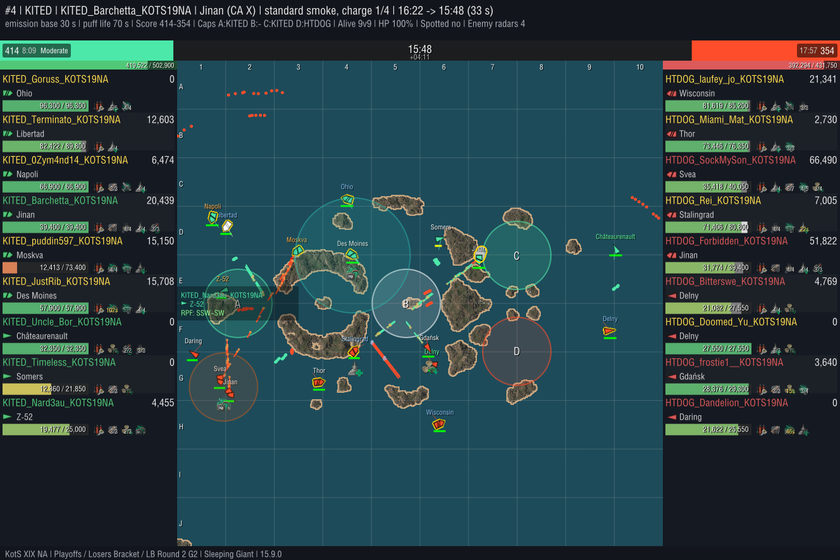 #4 | KITED | KITED_Barchetta_KOTS19NA | Jinan (CA X) | standard smoke, charge 1/4 | 16:22 -> 15:48 (33 s)
emission base 30 s | puff life 70 s | Score 414-354 | Caps A:KITED B:- C:KITED D:HTDOG | Alive 9v9 | HP 100% | Spotted no | Enemy radars 4
414 8:09 Moderate
15:48
+04:11
17:57 354
KITED_Goruss_KOTS19NA 0
Ohio
KITED_Terminato_KOTS19NA 12,603
Libertad
KITED_0Zym4nd14_KOTS19NA 6,474
Napoli
KITED_Barchetta_KOTS19NA 20,439
Jinan
KITED_puddin597_KOTS19NA 15,150
Moskva
12,413 / 73,400
KITED_JustRib_KOTS19NA 15,708
Des Moines
KITED_Uncle_Bor_KOTS19NA 0
Châteaurenault
KITED_Timeless_KOTS19NA 0
Somers
KITED_Nard3au_KOTS19NA 4,455
Z-52
19,477 / 25,000
1 2 3 4 5 6 7 8 9 10
A
B
C
D
E
F
G
H
I
J
Napoli
Libertad
Ohio
Moskva
Des Moines
Somers
Châteaurenault
C
Z-52
KITED_Nard3au_KOTS19NA
Z-52
RPF: SSW-SW
B
Delny
Daring
Gdańsk
Delny
D
Svea
Jinan
Thor
Wisconsin
HTDOG_laufey_jo_KOTS19NA 21,341
Wisconsin
HTDOG_Miami_Mat_KOTS19NA 2,730
Thor
HTDOG_SockMySon_KOTS19NA 66,490
Svea
HTDOG_Rei_KOTS19NA 7,005
Stalingrad
HTDOG_Forbidden_KOTS19NA 51,822
Jinan
HTDOG_Bitterswe_KOTS19NA 4,769
Delny
HTDOG_Doomed_Yu_KOTS19NA 0
Delny
HTDOG_frostie1__KOTS19NA 3,640
Gdańsk
HTDOG_Dandelion_KOTS19NA 0
Daring
KotS XIX NA | Playoffs / Losers Bracket / LB Round 2 G2 | Sleeping Giant | 15.9.0